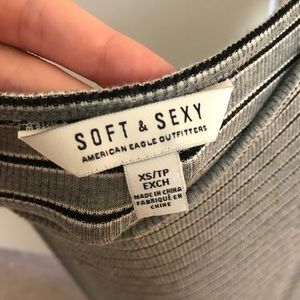 SOFT & SEXY
AMERICAN EAGLE OUTFITTERS
XS/TP
EXCH
MADE IN CHINA
FABRIQUÉ EN
CHINE